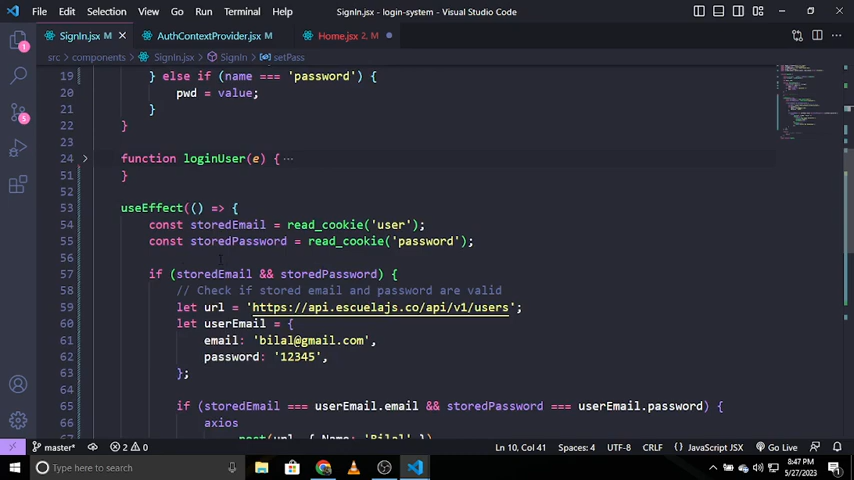 File Edit Selection View Go Run Terminal Help SignIn.jsx - login-system - Visual Studio Code
SignIn.jsx M AuthContextProvider.jsx M Home.jsx 2, M
src > components > SignIn.jsx > SignIn > setPass
19 } else if (name === 'password') {
20 pwd = value;
21 }
22 }
23
24 function loginUser(e) { ...
51 }
52
53 useEffect(() => {
54 const storedEmail = read_cookie('user');
55 const storedPassword = read_cookie('password');
56
57 if (storedEmail && storedPassword) {
58 // Check if stored email and password are valid
59 let url = 'https://api.escuelajs.co/api/v1/users';
60 let userEmail = {
61 email: 'bilal@gmail.com',
62 password: '12345',
63 };
64
65 if (storedEmail === userEmail.email && storedPassword === userEmail.password) {
66 axios
master* 2 0 Ln 10, Col 41 Spaces: 4 UTF-8 CRLF JavaScript JSX Go Live
Type here to search 8:47 PM
5/27/2023